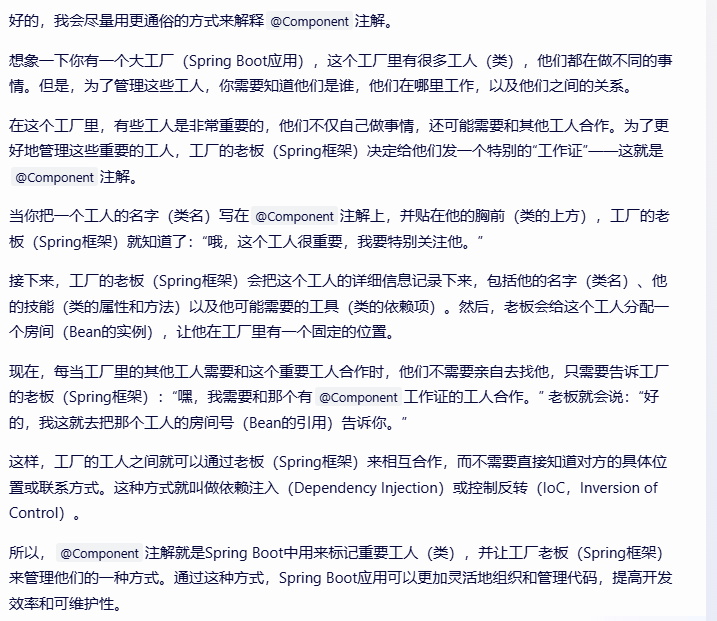 好的，我会尽量用更通俗的方式来解释 @Component 注解。
想象一下你有一个大工厂（Spring Boot应用），这个工厂里有很多工人（类），他们都在做不同的事
情。但是，为了管理这些工人，你需要知道他们是谁，他们在哪里工作，以及他们之间的关系。
在这个工厂里，有些工人是非常重要的，他们不仅自己做事情，还可能需要和其他工人合作。为了更
好地管理这些重要的工人，工厂的老板（Spring框架）决定给他们发一个特别的“工作证”——这就是
@Component 注解。
当你把一个工人的名字（类名）写在 @Component 注解上，并贴在他的胸前（类的上方），工厂的老
板（Spring框架）就知道了：“哦，这个工人很重要，我要特别关注他。”
接下来，工厂的老板（Spring框架）会把这个工人的详细信息记录下来，包括他的名字（类名）、他
的技能（类的属性和方法）以及他可能需要的工具（类的依赖项）。然后，老板会给这个工人分配一
个房间（Bean的实例），让他在工厂里有一个固定的位置。
现在，每当工厂里的其他工人需要和这个重要工人合作时，他们不需要亲自去找他，只需要告诉工厂
的老板（Spring框架）：“嘿，我需要和那个有 @Component 工作证的工人合作。” 老板就会说：“好
的，我这就去把那个工人的房间号（Bean的引用）告诉你。”
这样，工厂的工人之间就可以通过老板（Spring框架）来相互合作，而不需要直接知道对方的具体位
置或联系方式。这种方式就叫做依赖注入（Dependency Injection）或控制反转（IoC，Inversion of
Control）。
所以， @Component 注解就是Spring Boot中用来标记重要工人（类），并让工厂老板（Spring框架）
来管理他们的一种方式。通过这种方式，Spring Boot应用可以更加灵活地组织和管理代码，提高开发
效率和可维护性。